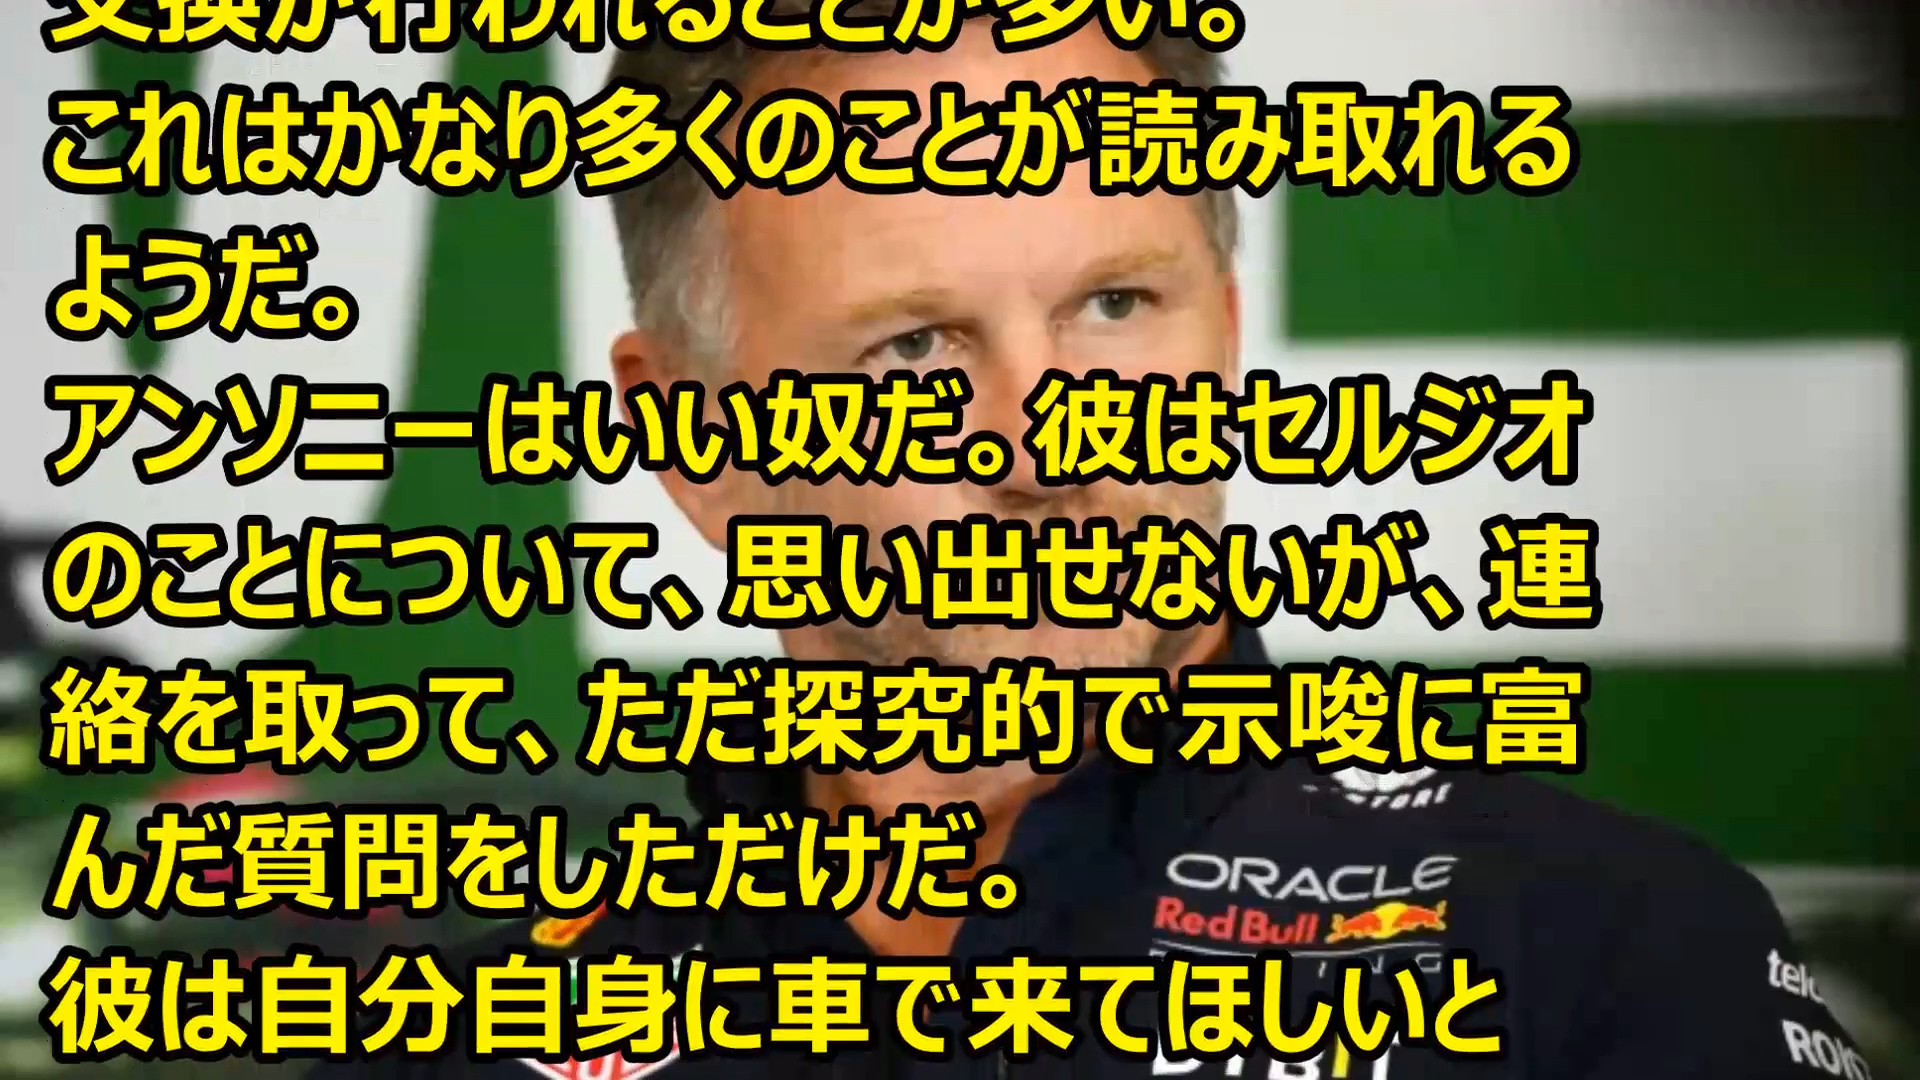 交換が行われることが多い。
これはかなり多くのことが読み取れる
ようだ。
アンソニーはいい奴だ。彼はセルジオ
のことについて、思い出せないが、連
絡を取って、ただ探究的で示唆に富
んだ質問をしただけだ。
彼は自分自身に車で来てほしいと
ORACLE
Red Bull